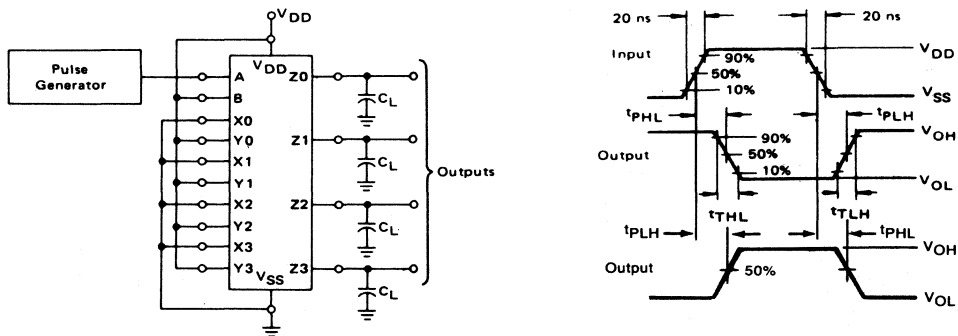 VDD
Pulse
Generator
VDD
A
B
X0
Y0
X1
Y1
X2
Y2
X3
Y3
VSS
Z0
Z1
Z2
Z3
CL
CL
CL
CL
Outputs
20 ns
20 ns
Input
90%
50%
10%
VDD
VSS
tPHL
tPLH
Output
90%
50%
10%
VOH
VOL
tTHL
tTLH
tPLH
tPHL
Output
50%
VOH
VOL